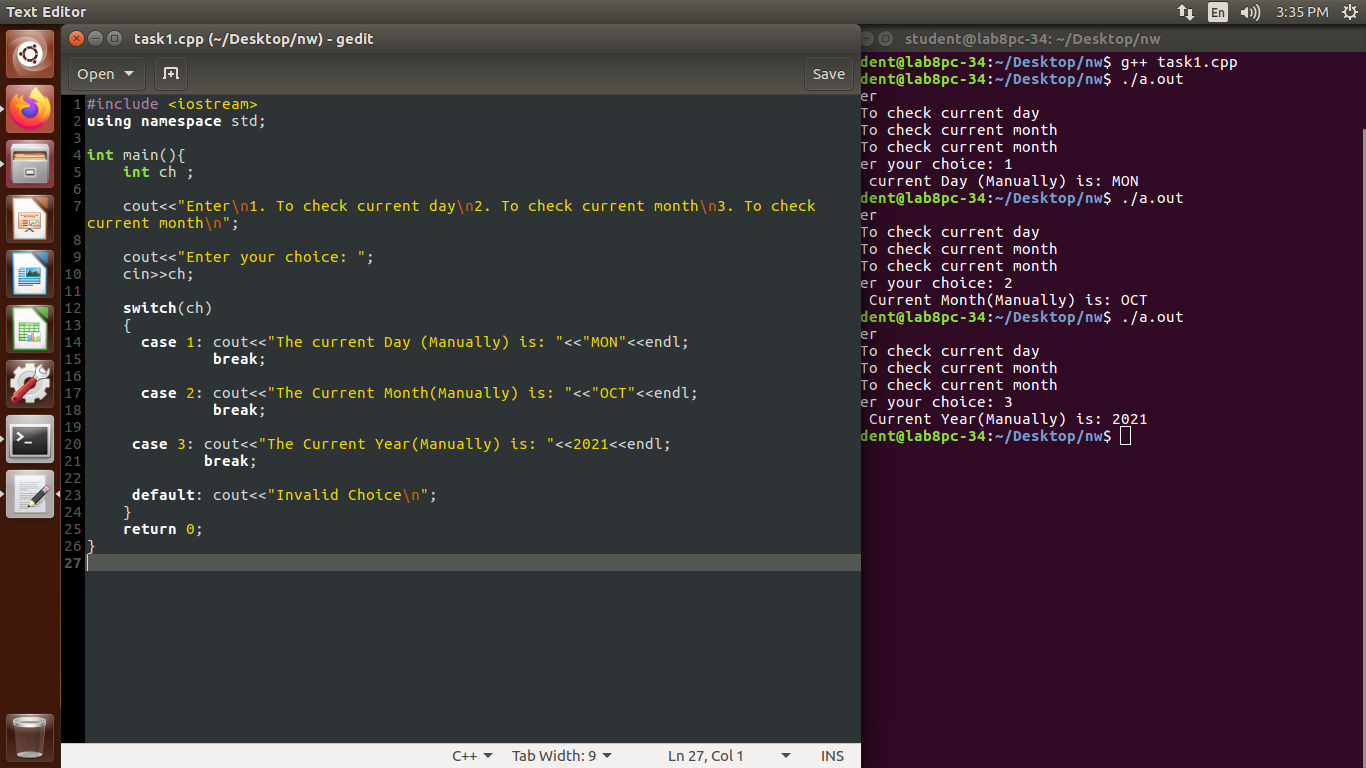 Text Editor
En
3:35 PM
task1.cpp (~/Desktop/nw) - gedit
Open
Save
1 #include <iostream>
2 using namespace std;
3
4 int main(){
5     int ch ;
6
7     cout<<"Enter\n1. To check current day\n2. To check current month\n3. To check
current month\n";
8
9     cout<<"Enter your choice: ";
10     cin>>ch;
11
12     switch(ch)
13     {
14       case 1: cout<<"The current Day (Manually) is: "<<"MON"<<endl;
15               break;
16
17       case 2: cout<<"The Current Month(Manually) is: "<<"OCT"<<endl;
18               break;
19
20      case 3: cout<<"The Current Year(Manually) is: "<<2021<<endl;
21              break;
22
23      default: cout<<"Invalid Choice\n";
24     }
25     return 0;
26 }
27
C++ Tab Width: 9 Ln 27, Col 1 INS
student@lab8pc-34: ~/Desktop/nw
dent@lab8pc-34:~/Desktop/nw$ g++ task1.cpp
dent@lab8pc-34:~/Desktop/nw$ ./a.out
er
To check current day
To check current month
To check current month
er your choice: 1
 current Day (Manually) is: MON
dent@lab8pc-34:~/Desktop/nw$ ./a.out
er
To check current day
To check current month
To check current month
er your choice: 2
 Current Month(Manually) is: OCT
dent@lab8pc-34:~/Desktop/nw$ ./a.out
er
To check current day
To check current month
To check current month
er your choice: 3
 Current Year(Manually) is: 2021
dent@lab8pc-34:~/Desktop/nw$